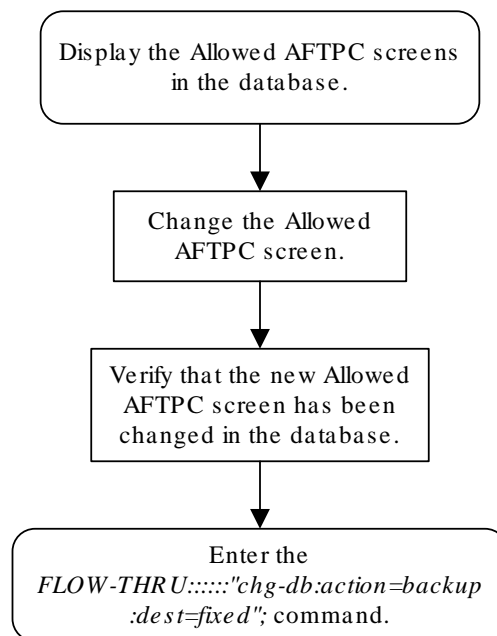 Display the Allowed AFTPC screens
in the database.
Change the Allowed
AFTPC screen.
Verify that the new Allowed
AFTPC screen has been
changed in the database.
Enter the
FLOW-THRU::::::"chg-db:action=backup
:dest=fixed"; command.